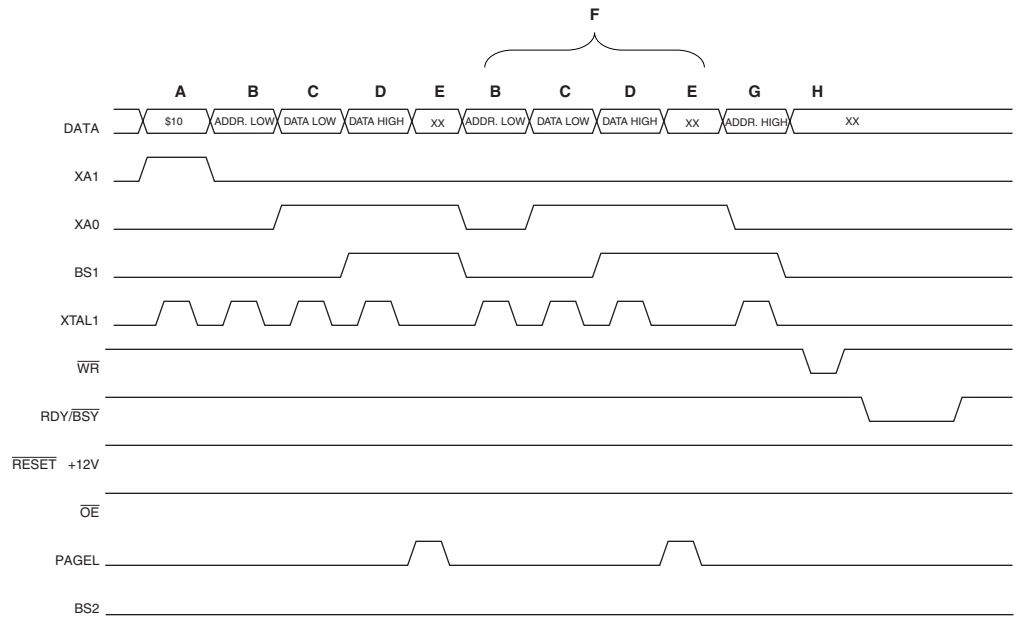 F
A B C D E B C D E G H
DATA $10 ADDR. LOW DATA LOW DATA HIGH XX ADDR. LOW DATA LOW DATA HIGH XX ADDR. HIGH XX
XA1
XA0
BS1
XTAL1
WR
RDY/BSY
RESET +12V
OE
PAGEL
BS2